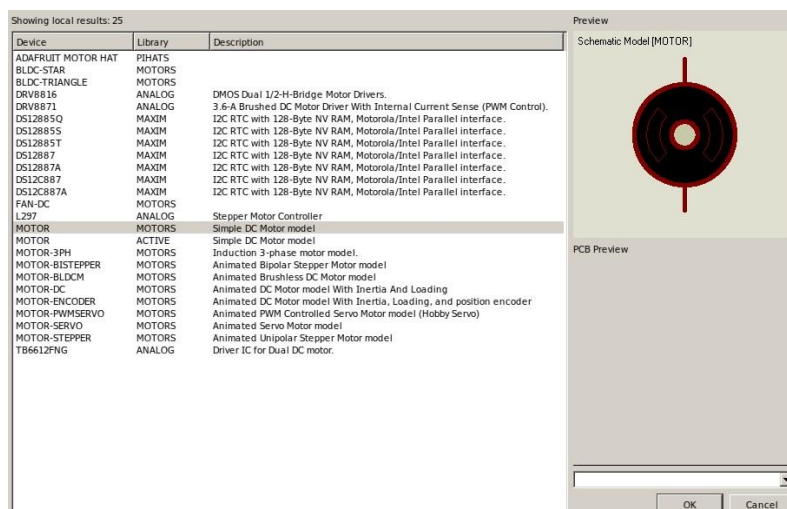 Showing local results: 25
Preview
Device Library Description
Schematic Model [MOTOR]
ADAFRUIT MOTOR HAT PIHATS
BLDC-STAR MOTORS
BLDC-TRIANGLE MOTORS
DRV8816 ANALOG DMOS Dual 1/2-H-Bridge Motor Drivers.
DRV8871 ANALOG 3.6-A Brushed DC Motor Driver With Internal Current Sense (PWM Control).
DS12885Q MAXIM I2C RTC with 128-Byte NV RAM, Motorola/Intel Parallel interface.
DS12885S MAXIM I2C RTC with 128-Byte NV RAM, Motorola/Intel Parallel interface.
DS12885T MAXIM I2C RTC with 128-Byte NV RAM, Motorola/Intel Parallel interface.
DS12887 MAXIM I2C RTC with 128-Byte NV RAM, Motorola/Intel Parallel interface.
DS12887A MAXIM I2C RTC with 128-Byte NV RAM, Motorola/Intel Parallel interface.
DS12C887 MAXIM I2C RTC with 128-Byte NV RAM, Motorola/Intel Parallel interface.
DS12C887A MAXIM I2C RTC with 128-Byte NV RAM, Motorola/Intel Parallel interface.
FAN-DC MOTORS
L297 ANALOG Stepper Motor Controller
MOTOR MOTORS Simple DC Motor model
MOTOR ACTIVE Simple DC Motor model
MOTOR-3PH MOTORS Induction 3-phase motor model.
PCB Preview
MOTOR-BISTEPPER MOTORS Animated Bipolar Stepper Motor model
MOTOR-BLDCM MOTORS Animated Brushless DC Motor model
MOTOR-DC MOTORS Animated DC Motor model With Inertia And Loading
MOTOR-ENCODER MOTORS Animated DC Motor model With Inertia, Loading, and position encoder
MOTOR-PWMSERVO MOTORS Animated PWM Controlled Servo Motor model (Hobby Servo)
MOTOR-SERVO MOTORS Animated Servo Motor model
MOTOR-STEPPER MOTORS Animated Unipolar Stepper Motor model
TB6612FNG ANALOG Driver IC for Dual DC motor.
OK Cancel